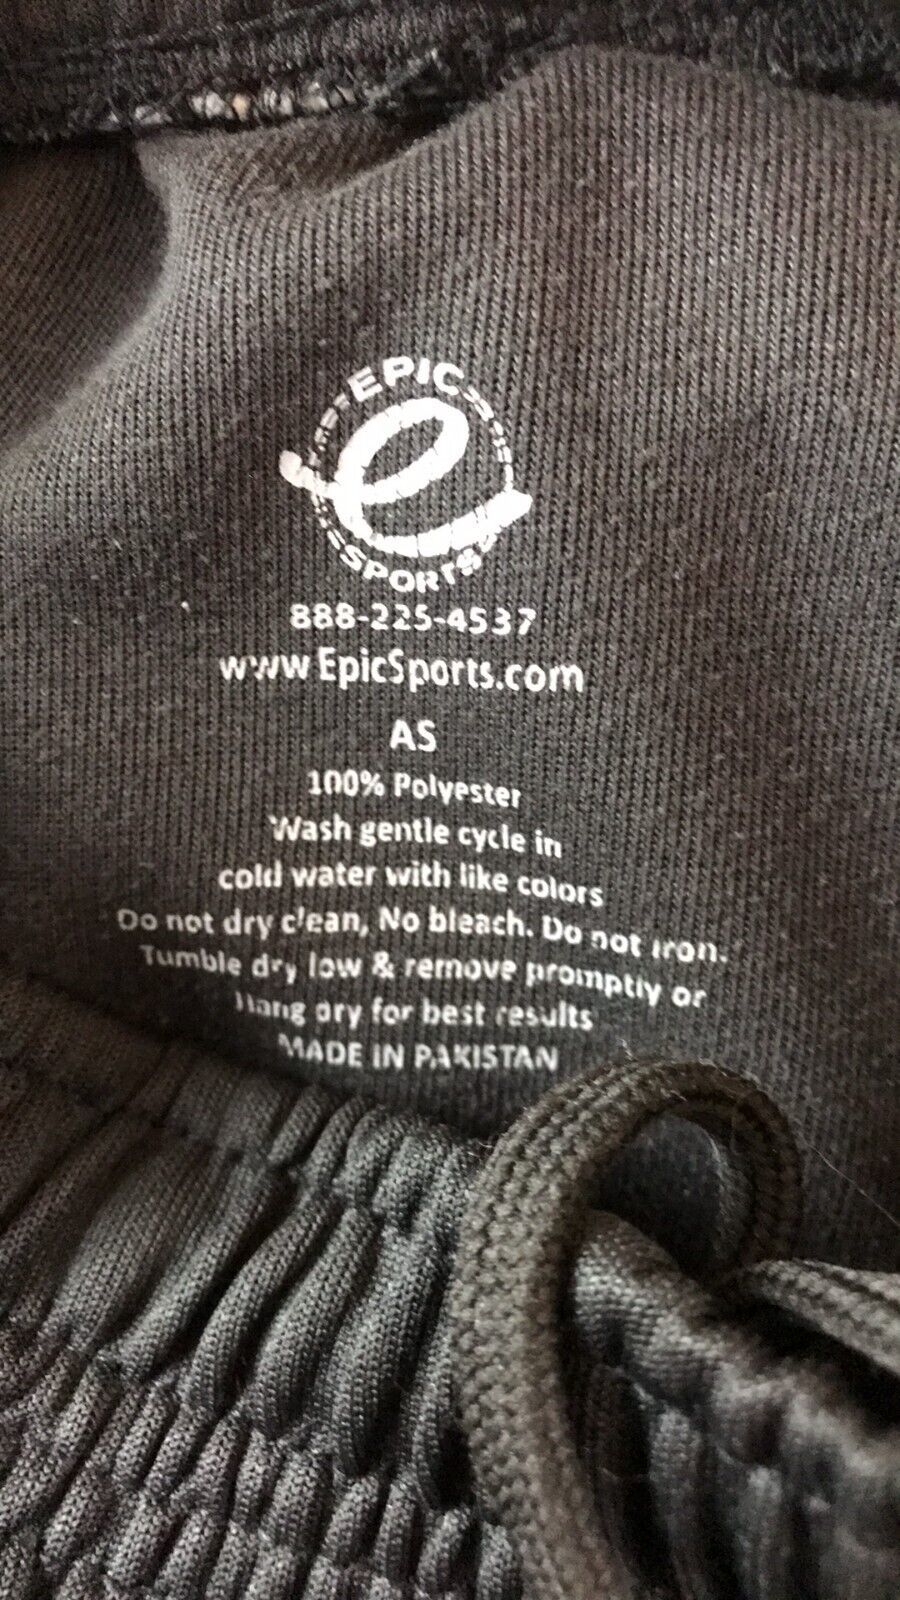 EPIC
e
SPORTS
888-225-4537
www EpicSports.com
AS
100% Polyester
Wash gentle cycle in
cold water with like colors
Do not dry clean, No bleach. Do not iron.
Tumble dry low & remove promptly or
Hang dry for best results
MADE IN PAKISTAN